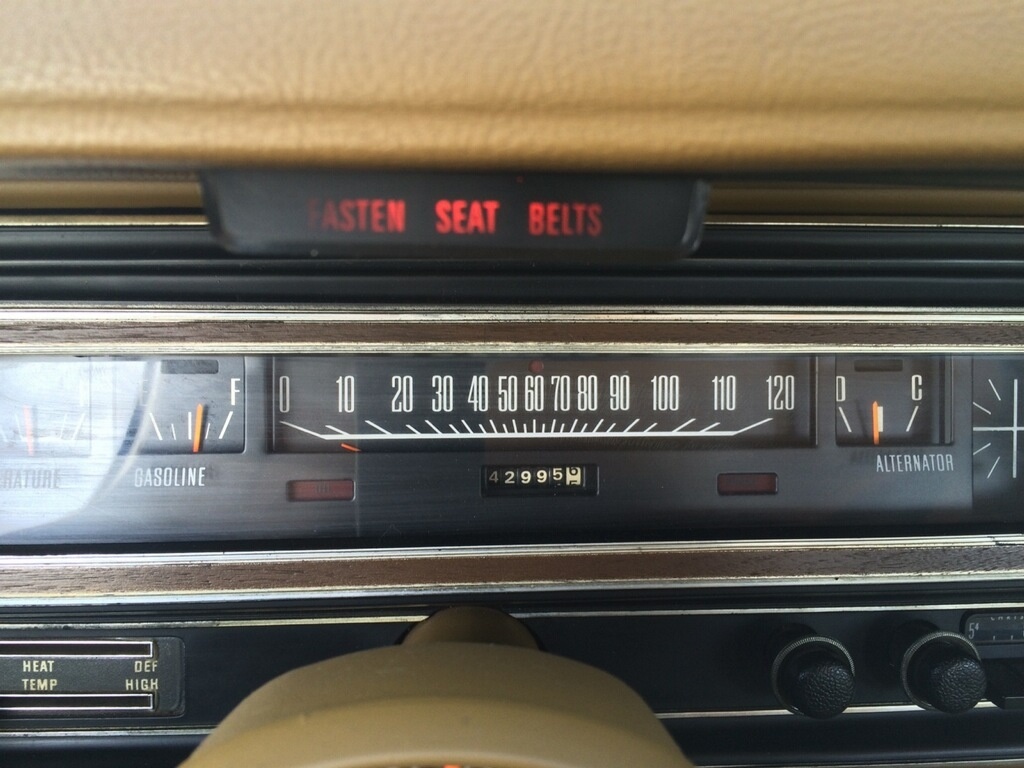 FASTEN SEAT BELTS
E F
0 10 20 30 40 50 60 70 80 90 100 110 120
D C
GASOLINE
ALTERNATOR
42995
HEAT DEF
TEMP HIGH